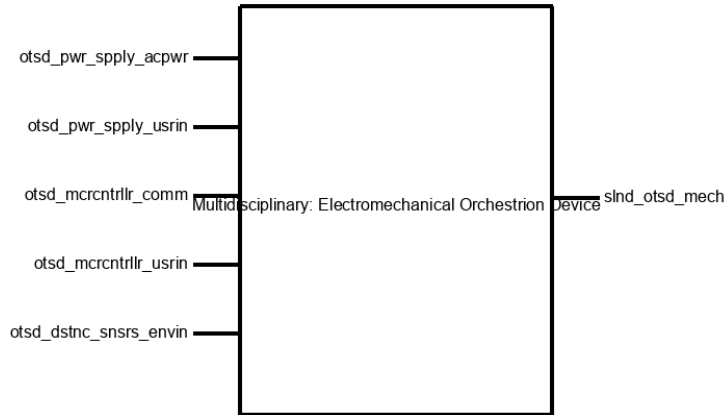 otsd_pwr_spply_acpwr
otsd_pwr_spply_usrin
otsd_mcrcntrllr_comm
Multidisciplinary: Electromechanical Orchestrion Device
slnd_otsd_mech
otsd_mcrcntrllr_usrin
otsd_dstnc_snsrs_envin